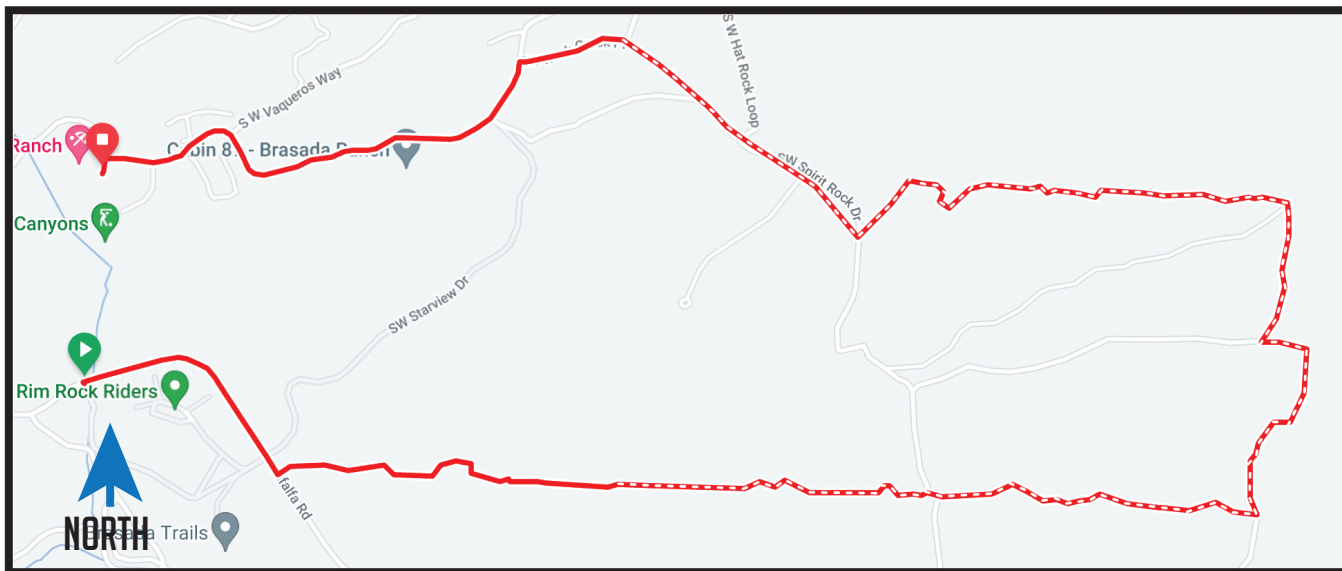 S W Hat Rock Loop
S W Vaqueros Way
Ranch
Cabin 8
- Brasada Ranch
SW Spirit Rock Dr
Canyons
SW Starview Dr
Rim Rock Riders
falfa Rd
NORTH
Brasada Trails